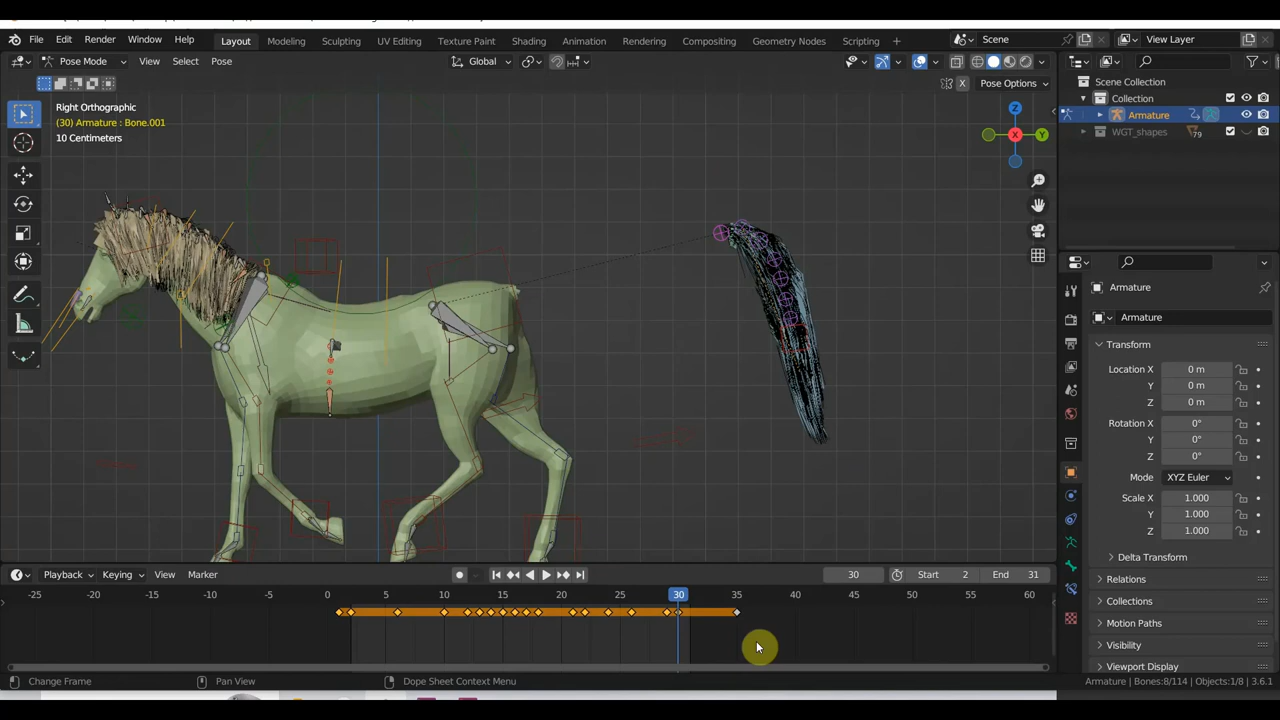 File Edit Render Window Help Layout Modeling Sculpting UV Editing Texture Paint Shading Animation Rendering Compositing Geometry Nodes Scripting + Scene View Layer
Pose Mode View Select Pose Global
X Pose Options
Right Orthographic
(30) Armature : Bone.001
10 Centimeters
Z
Y
X
Scene Collection
Collection
Armature
WGT_shapes 79
Armature
Armature
Transform
Location X 0 m
Y 0 m
Z 0 m
Rotation X 0°
Y 0°
Z 0°
Mode XYZ Euler
Scale X 1.000
Y 1.000
Z 1.000
Delta Transform
Relations
Collections
Motion Paths
Visibility
Viewport Display
Playback Keying View Marker 30 Start 2 End 31
-25 -20 -15 -10 -5 0 5 10 15 20 25 30 35 40 45 50 55 60
Change Frame Pan View Dope Sheet Context Menu Armature | Bones:8/114 | Objects:1/8 | 3.6.1